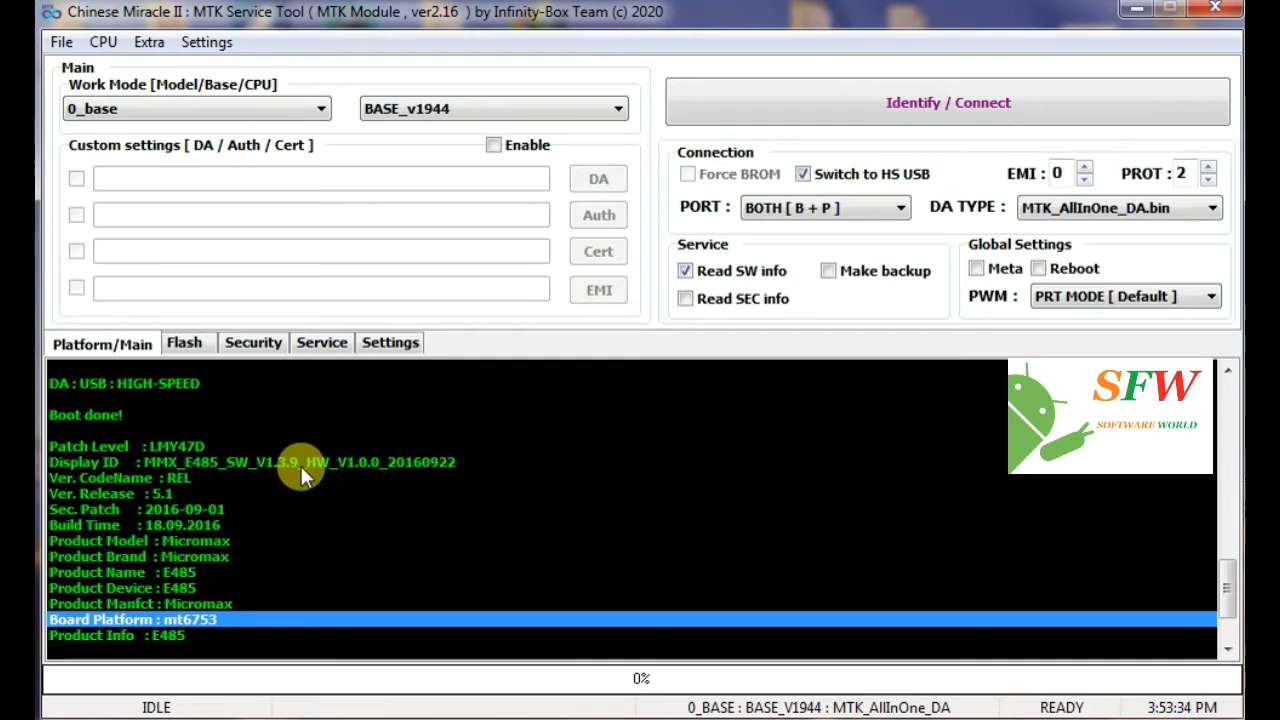 Chinese Miracle II : MTK Service Tool ( MTK Module , ver2.16 ) by Infinity-Box Team (c) 2020
File CPU Extra Settings
Main
Work Mode [Model/Base/CPU]
0_base BASE_v1944
Custom settings [ DA / Auth / Cert ] Enable
DA
Auth
Cert
EMI
Identify / Connect
Connection
Force BROM Switch to HS USB EMI : 0 PROT : 2
PORT : BOTH [ B + P ] DA TYPE : MTK_AllInOne_DA.bin
Service
Read SW info Make backup
Read SEC info
Global Settings
Meta Reboot
PWM : PRT MODE [ Default ]
Platform/Main Flash Security Service Settings
DA : USB : HIGH-SPEED
Boot done!
Patch Level : LMY47D
Display ID : MMX_E485_SW_V1.3.9_HW_V1.0.0_20160922
Ver. CodeName : REL
Ver. Release : 5.1
Sec. Patch : 2016-09-01
Build Time : 18.09.2016
Product Model : Micromax
Product Brand : Micromax
Product Name : E485
Product Device : E485
Product Manfct : Micromax
Board Platform : mt6753
Product Info : E485
SFW
SOFTWARE WORLD
0%
IDLE 0_BASE : BASE_V1944 : MTK_AllInOne_DA READY 3:53:34 PM